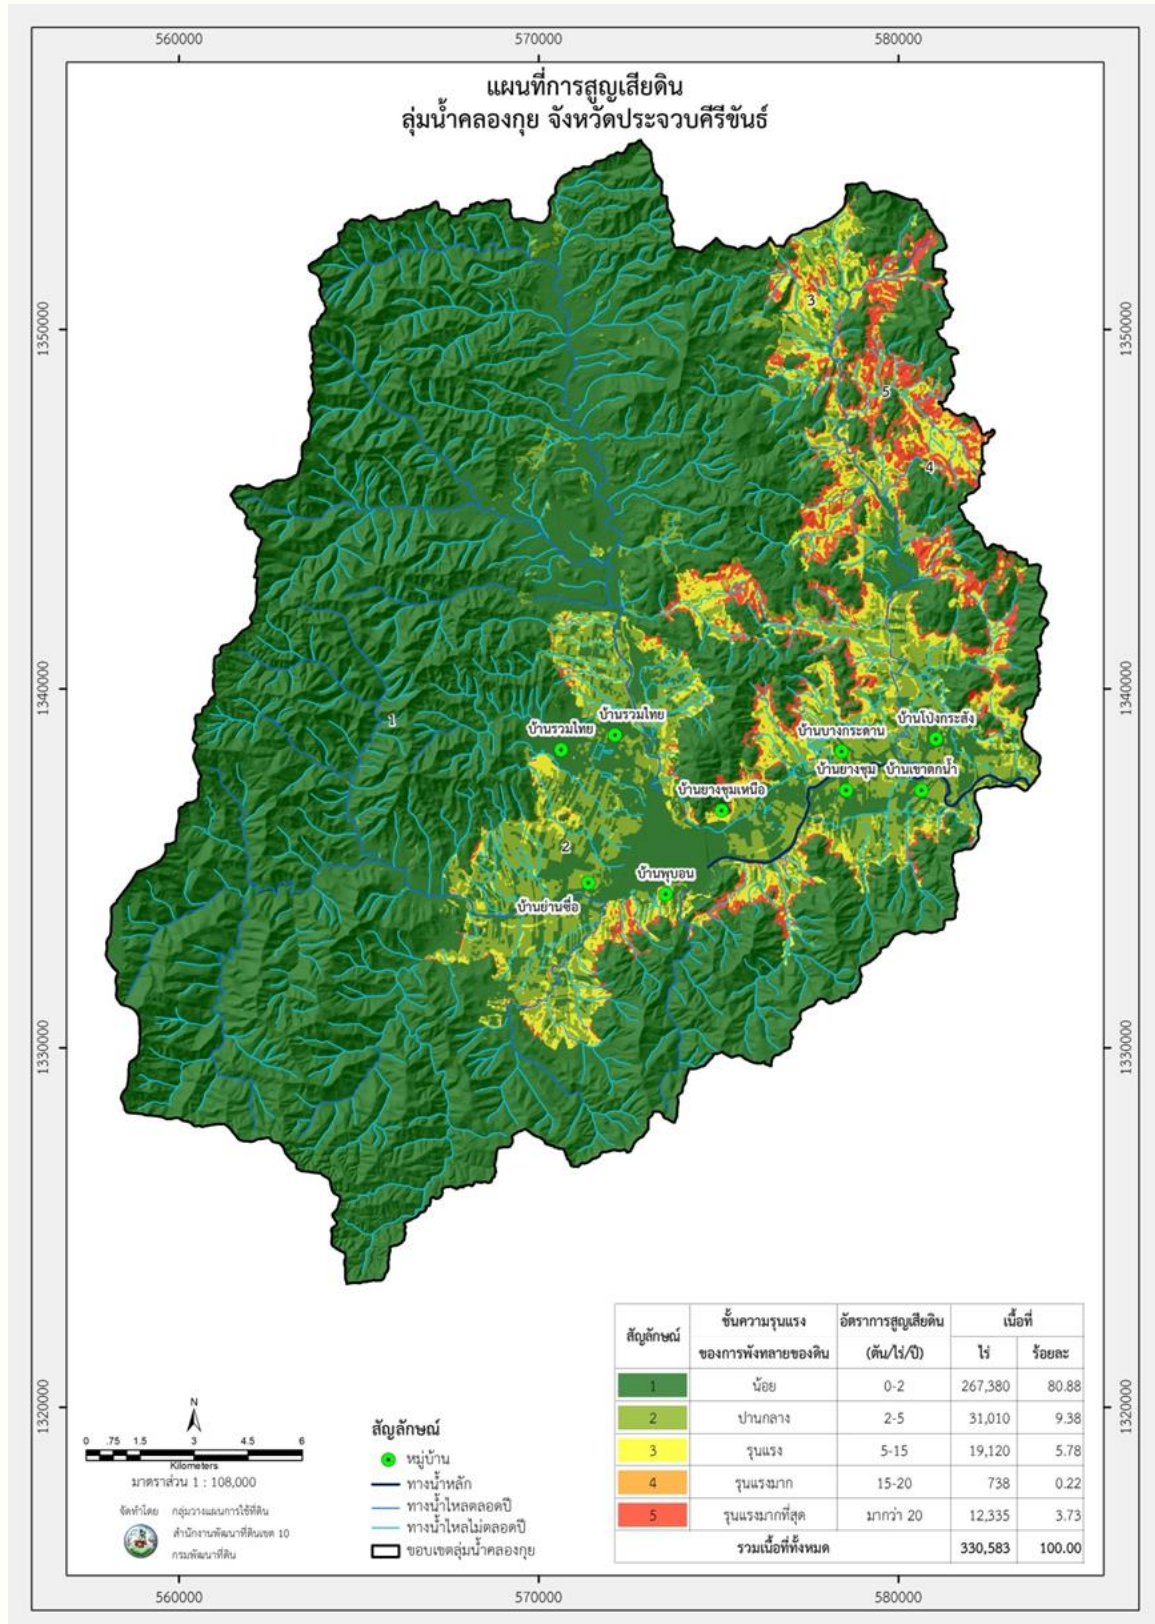 560000 570000 580000
แผนที่การสูญเสียดิน
ลุ่มน้ำคลองกุย จังหวัดประจวบคีรีขันธ์
1350000 1350000
3
5
4
1340000 1340000
1
บ้านรวมไทย บ้านรวมไทย
บ้านโป่งกระสัง
บ้านบางกระดาน
บ้านยางชุม บ้านเขาตกน้ำ
บ้านยางชุมเหนือ
2
บ้านพุบอน
บ้านย่านซื่อ
1330000 1330000
1320000 1320000
สัญลักษณ์ ชั้นความรุนแรง อัตราการสูญเสียดิน เนื้อที่
ของการพังทลายของดิน (ตัน/ไร่/ปี) ไร่ ร้อยละ
1 น้อย 0-2 267,380 80.88
2 ปานกลาง 2-5 31,010 9.38
3 รุนแรง 5-15 19,120 5.78
4 รุนแรงมาก 15-20 738 0.22
5 รุนแรงมากที่สุด มากว่า 20 12,335 3.73
รวมเนื้อที่ทั้งหมด 330,583 100.00
N
0 .75 1.5 3 4.5 6
Kilometers
มาตราส่วน 1 : 108,000
จัดทำโดย กลุ่มวางแผนการใช้ที่ดิน
สำนักงานพัฒนาที่ดินเขต 10
กรมพัฒนาที่ดิน
สัญลักษณ์
หมู่บ้าน
ทางน้ำหลัก
ทางน้ำไหลตลอดปี
ทางน้ำไหลไม่ตลอดปี
ขอบเขตลุ่มน้ำคลองกุย
560000 570000 580000